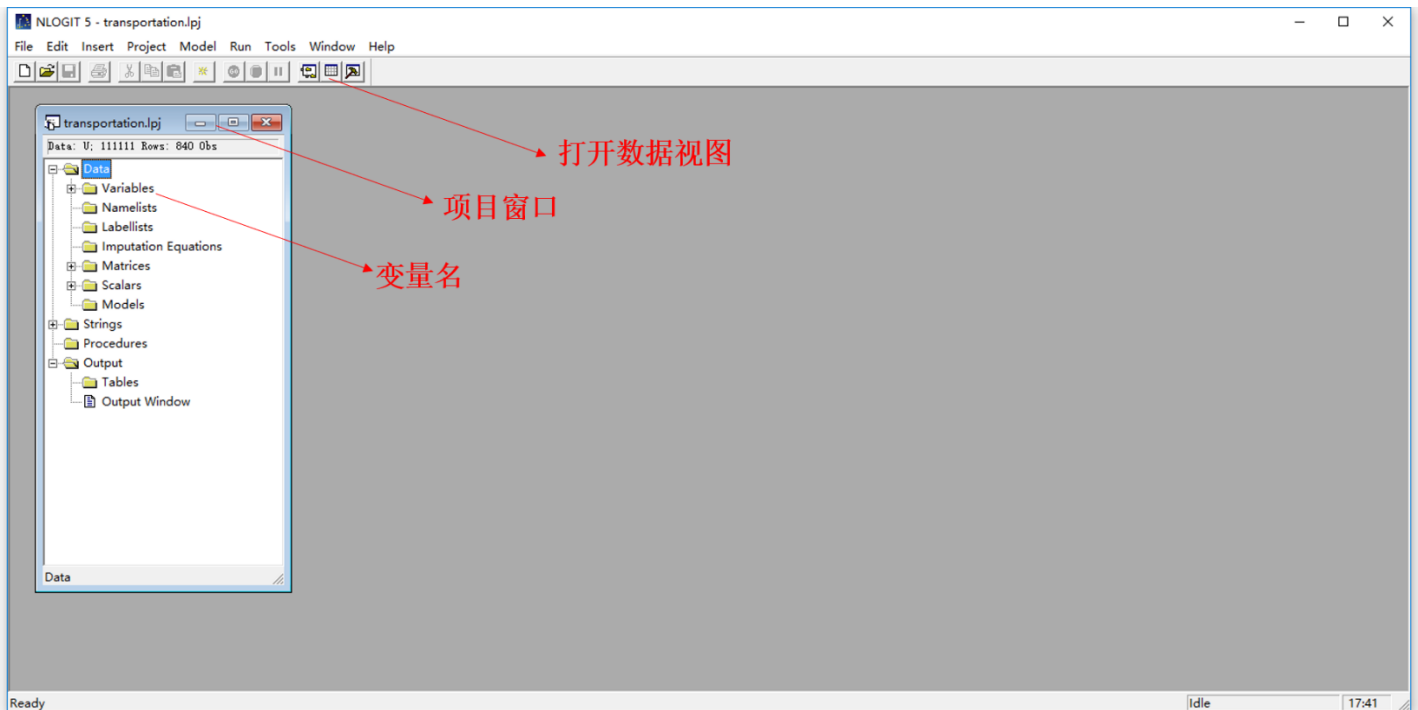 NLOGIT 5 - transportation.lpj
File Edit Insert Project Model Run Tools Window Help
transportation.lpj
Data: U; 111111 Rows: 840 Obs
Data
Variables
Namelists
Labellists
Imputation Equations
Matrices
Scalars
Models
Strings
Procedures
Output
Tables
Output Window
Data
打开数据视图
项目窗口
变量名
Ready
Idle
17:41